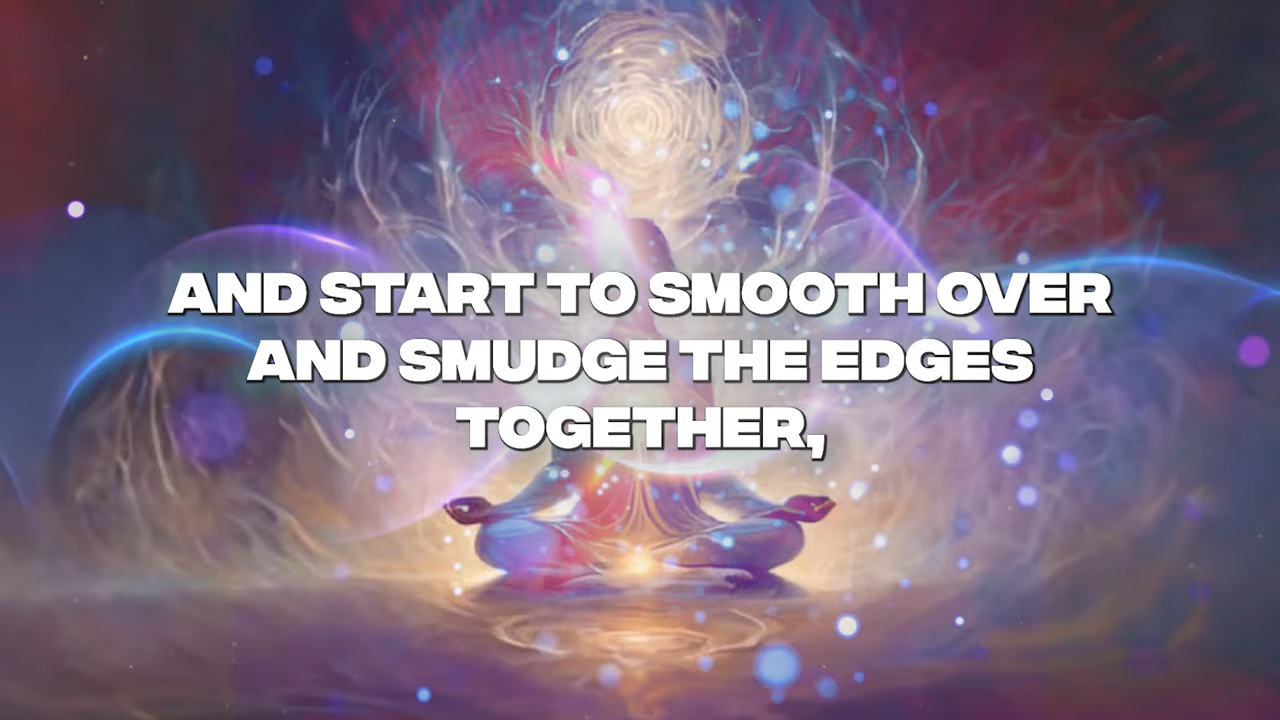 AND START TO SMOOTH OVER
AND SMUDGE THE EDGES
TOGETHER,